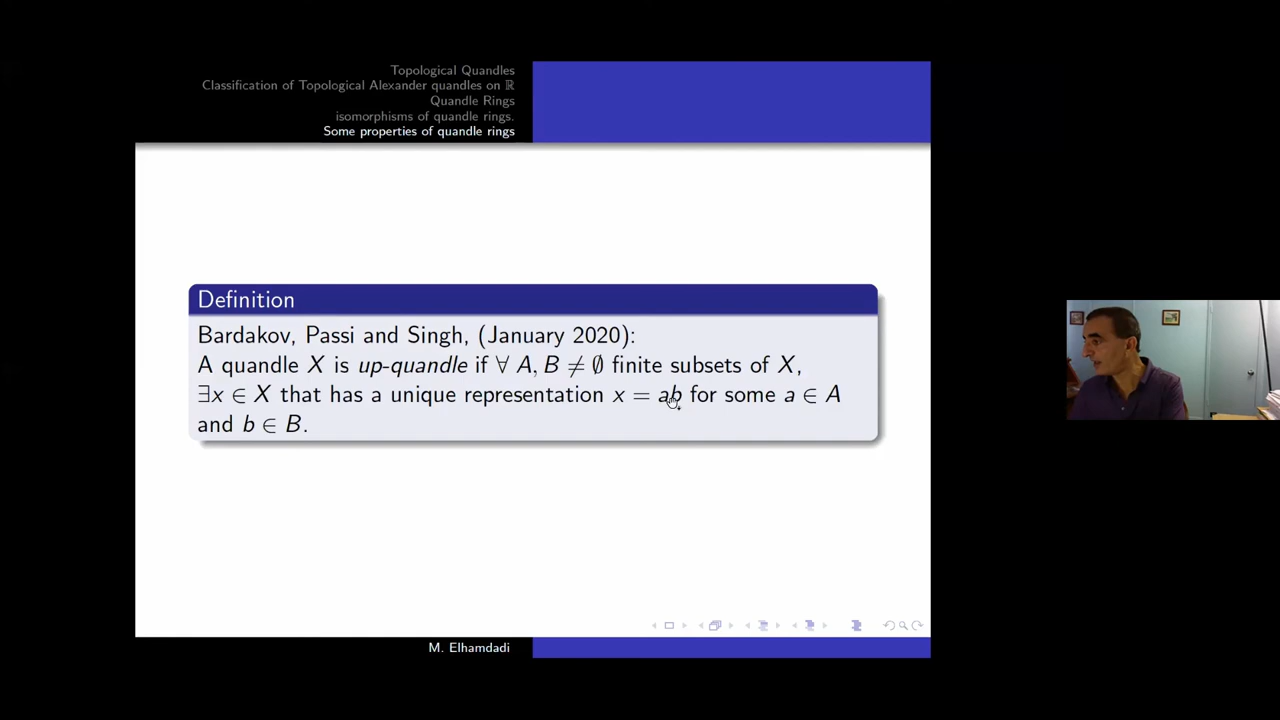 Topological Quandles
Classification of Topological Alexander quandles on ℝ
Quandle Rings
isomorphisms of quandle rings.
Some properties of quandle rings
Definition
Bardakov, Passi and Singh, (January 2020):
A quandle X is up-quandle if ∀ A, B ≠ ∅ finite subsets of X,
∃x ∈ X that has a unique representation x = ab for some a ∈ A
and b ∈ B.
M. Elhamdadi